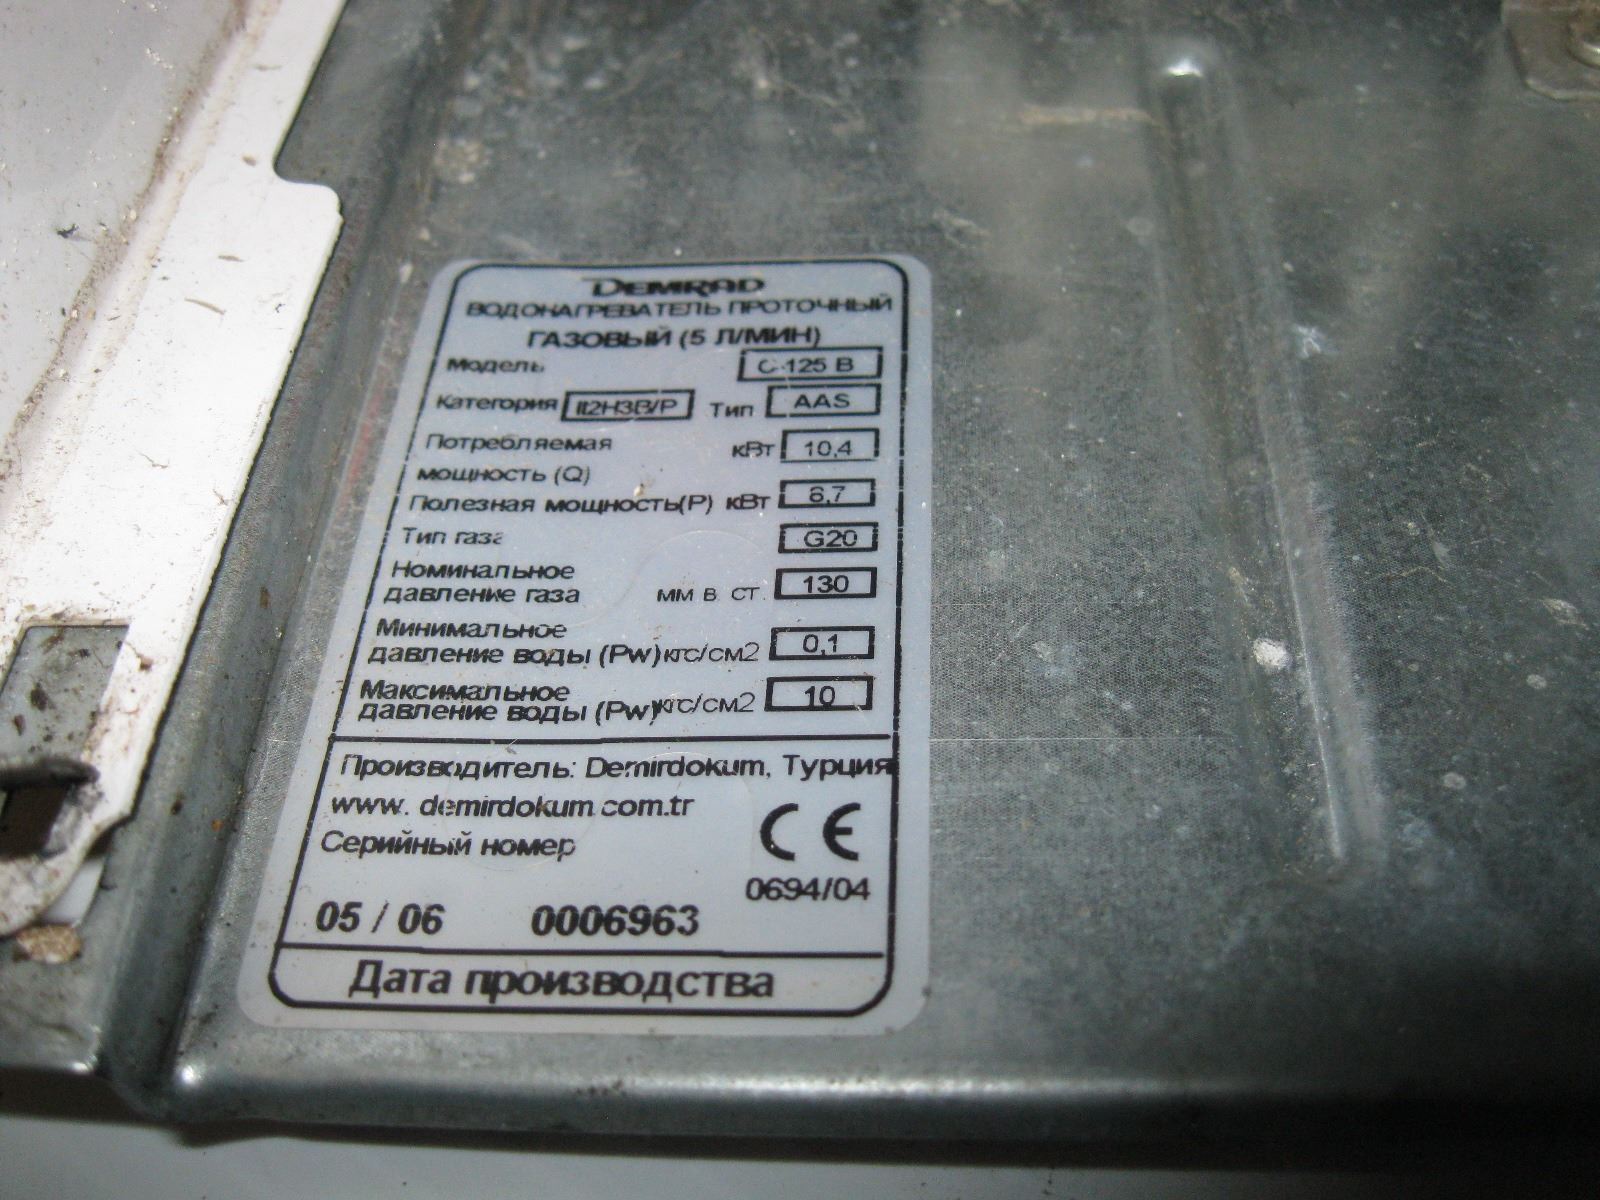 DEMRAD
ВОДОНАГРЕВАТЕЛЬ ПРОТОЧНЫЙ
ГАЗОВЫЙ (5 Л/МИН)
Модель C-125 B
Категория II2H3B/P Тип AAS
Потребляемая кВт 10,4
мощность (Q)
Полезная мощность(P) кВт 8,7
Тип газа G20
Номинальное
давление газа мм в ст. 130
Минимальное
давление воды (Pw) кгс/см2 0,1
Максимальное
давление воды (Pw) кгс/см2 10
Производитель: Demirdokum, Турция
www. demirdokum.com.tr
Серийный номер CE
0694/04
05 / 06 0006963
Дата производства